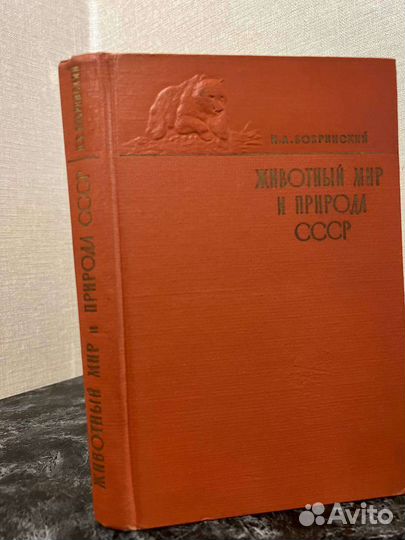 Н.А.БОБРИНСКИЙ
ЖИВОТНЫЙ МИР
И ПРИРОДА
СССР
Н.А.БОБРИНСКИЙ
ЖИВОТНЫЙ МИР и ПРИРОДА СССР
Avito